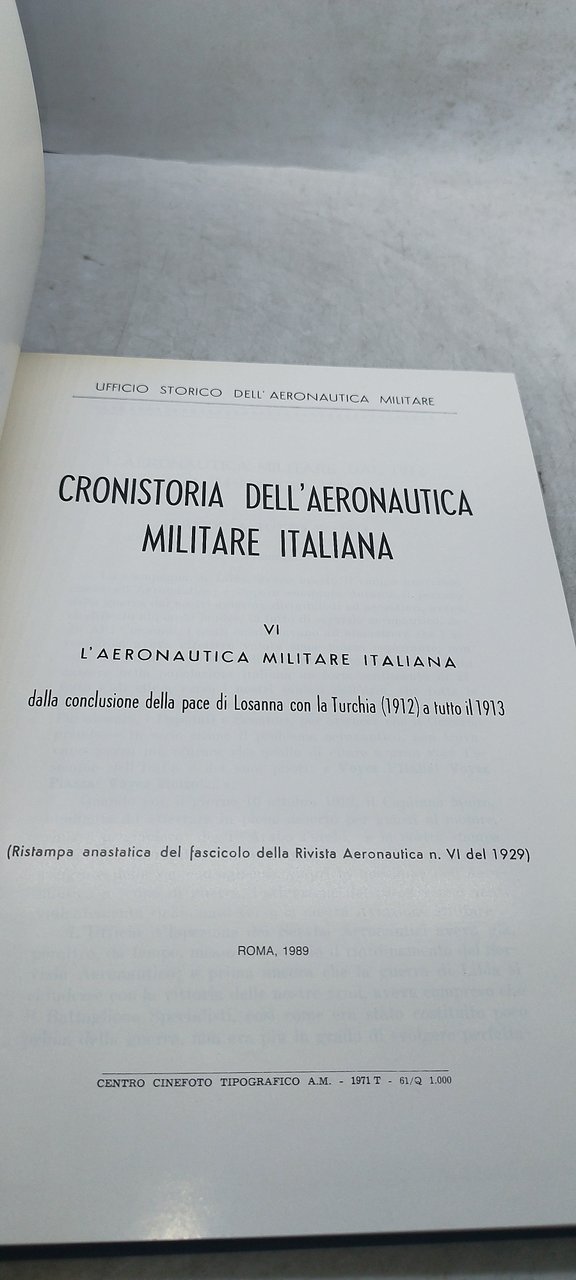 UFFICIO STORICO DELL'AERONAUTICA MILITARE
CRONISTORIA DELL'AERONAUTICA
MILITARE ITALIANA
VI
L'AERONAUTICA MILITARE ITALIANA
dalla conclusione della pace di Losanna con la Turchia (1912) a tutto il 1913
(Ristampa anastatica del fascicolo della Rivista Aeronautica n. VI del 1929)
ROMA, 1989
CENTRO CINEFOTO TIPOGRAFICO A.M. - 1971 T - 61/Q 1.000